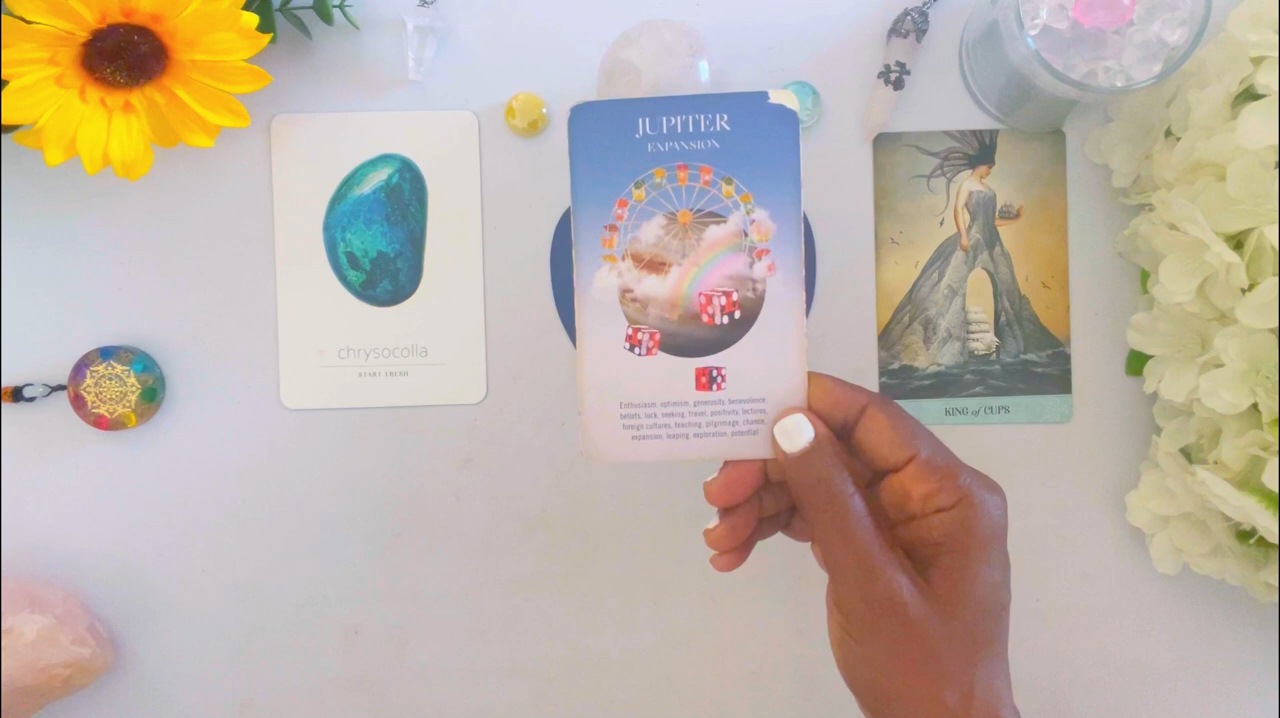 chrysocolla
START FRESH
JUPITER
EXPANSION
Enthusiasm, optimism, generosity, benevolence,
beliefs, luck, seeking, travel, positivity, lectures,
foreign cultures, teaching, pilgrimage, chance,
expansion, leaping, exploration, potential
KING of CUPS